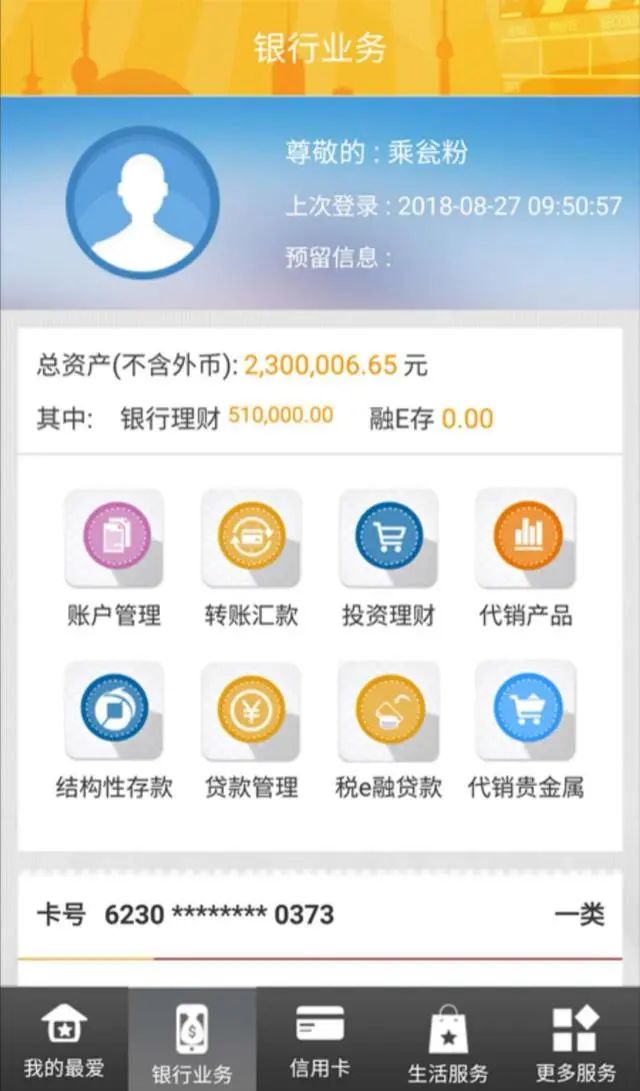 银行业务
尊敬的 : 乘瓮粉
上次登录 : 2018-08-27 09:50:57
预留信息 :
总资产(不含外币): 2,300,006.65 元
其中: 银行理财 510,000.00 融E存 0.00
账户管理 转账汇款 投资理财 代销产品
结构性存款 贷款管理 税e融贷款 代销贵金属
卡号 6230 ******** 0373 一类
我的最爱 银行业务 信用卡 生活服务 更多服务